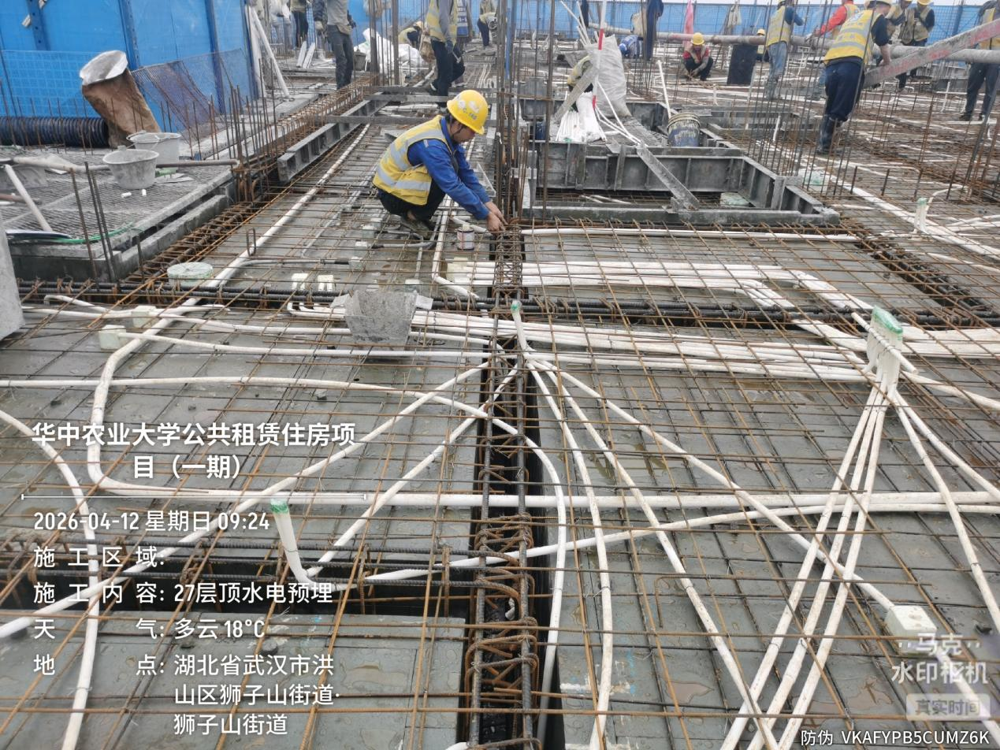 华中农业大学公共租赁住房项
目（一期）
2026-04-12 星期日 09:24
施工区域:
施工内容: 27层顶水电预埋
天气: 多云 18°C
地点: 湖北省武汉市洪
山区狮子山街道·
狮子山街道
马克
水印相机
真实时间
防伪 VKAFYPB5CUMZ6K